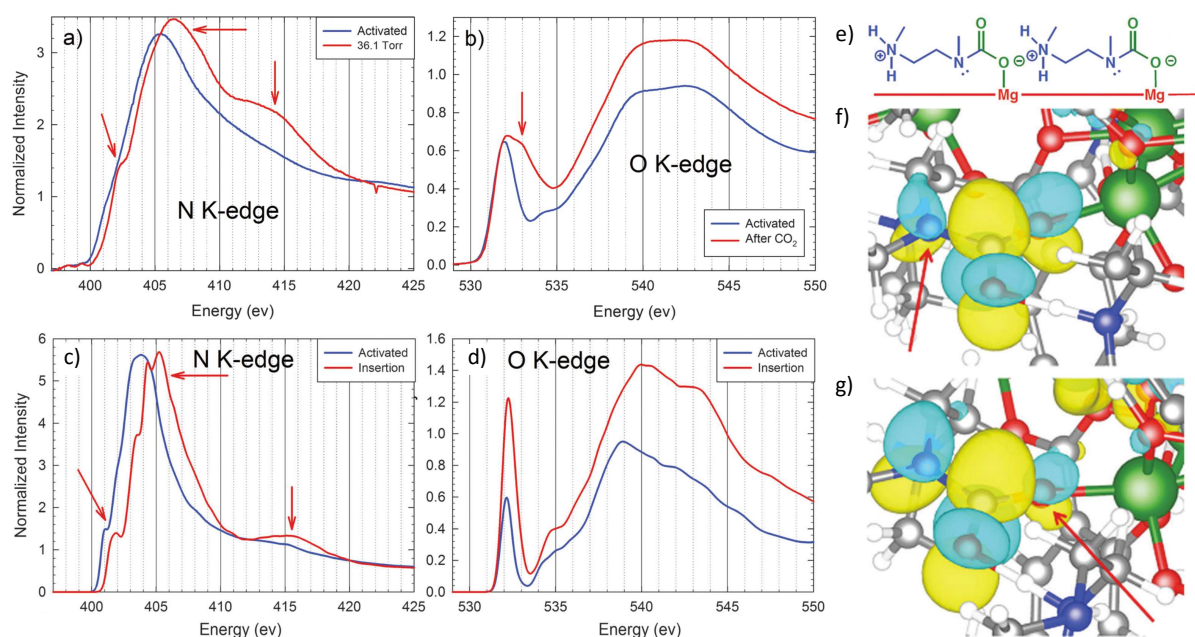 a)
Activated
36.1 Torr
N K-edge
Normalized Intensity
3
2
1
0
400 405 410 415 420 425
Energy (ev)
b)
O K-edge
Activated
After CO2
1.2
1.0
0.8
0.6
0.4
0.2
0.0
530 535 540 545 550
Energy (ev)
c)
N K-edge
Activated
Insertion
Normalized Intensity
6
5
4
3
2
1
0
400 405 410 415 420 425
Energy (ev)
d)
O K-edge
Activated
Insertion
1.6
1.4
1.2
1.0
0.8
0.6
0.4
0.2
0.0
530 535 540 545 550
Energy (ev)
e)
H N H ⊕ N O O ⊖ Mg H N H ⊕ N O O ⊖ Mg
f)
g)